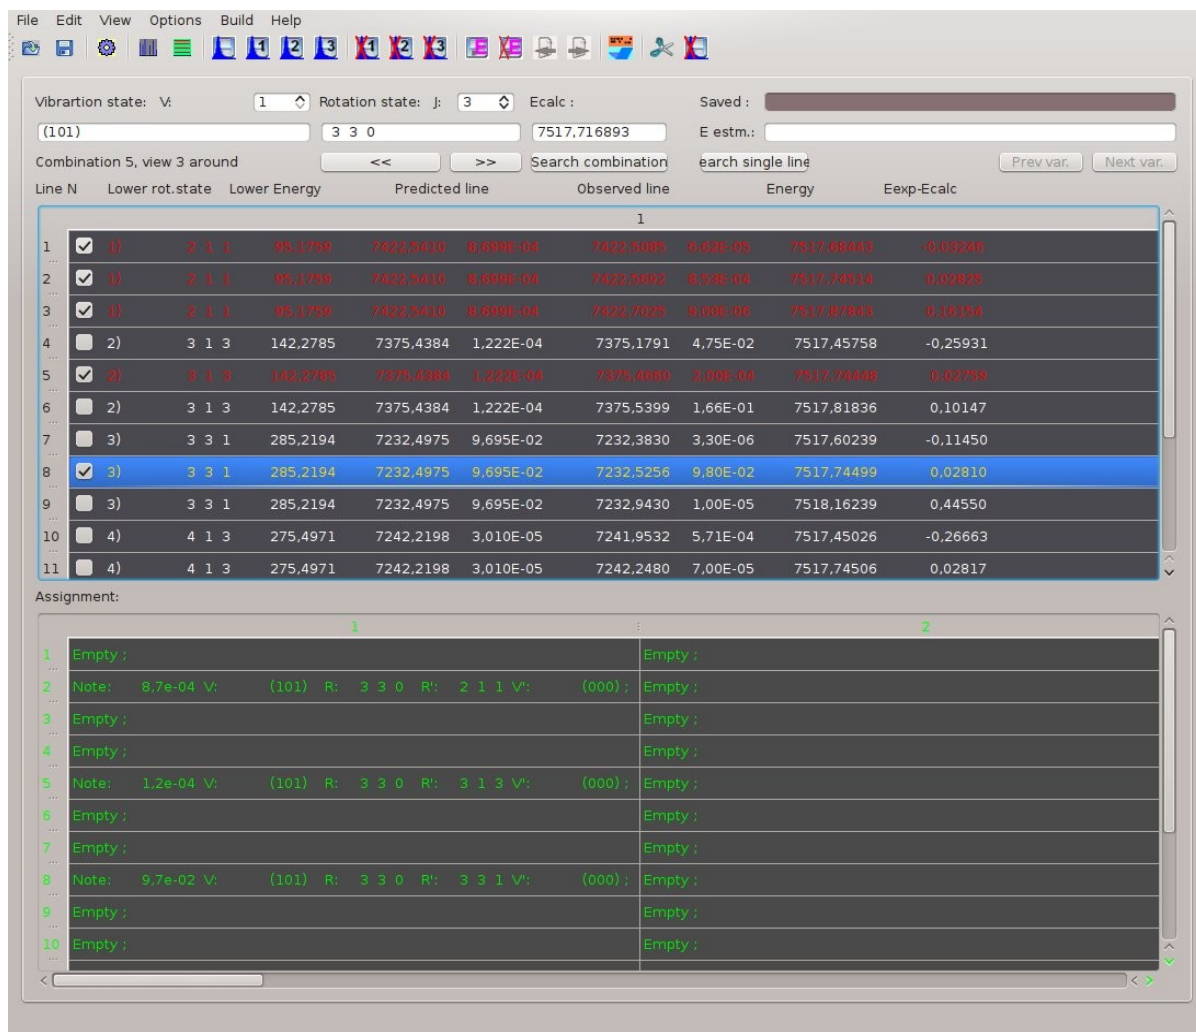 File Edit View Options Build Help
1 2 3 1 2 3
Vibrartion state: V: 1 Rotation state: J: 3 Ecalc : Saved :
(101) 3 3 0 7517,716893 E estm.:
Combination 5, view 3 around << >> Search combination earch single line Prev var. Next var.
Line N Lower rot.state Lower Energy Predicted line Observed line Energy Eexp-Ecalc
1
1 1) 2 1 1 95,1759 7422,5410 8,699E-04 7422,5085 6,62E-05 7517,68443 -0,03246
2 1) 2 1 1 95,1759 7422,5410 8,699E-04 7422,5692 8,53E-04 7517,74514 0,02825
3 1) 2 1 1 95,1759 7422,5410 8,699E-04 7422,7025 9,00E-06 7517,87843 0,16154
4 2) 3 1 3 142,2785 7375,4384 1,222E-04 7375,1791 4,75E-02 7517,45758 -0,25931
5 2) 3 1 3 142,2785 7375,4384 1,222E-04 7375,4660 2,00E-04 7517,74448 0,02759
6 2) 3 1 3 142,2785 7375,4384 1,222E-04 7375,5399 1,66E-01 7517,81836 0,10147
7 3) 3 3 1 285,2194 7232,4975 9,695E-02 7232,3830 3,30E-06 7517,60239 -0,11450
8 3) 3 3 1 285,2194 7232,4975 9,695E-02 7232,5256 9,80E-02 7517,74499 0,02810
9 3) 3 3 1 285,2194 7232,4975 9,695E-02 7232,9430 1,00E-05 7518,16239 0,44550
10 4) 4 1 3 275,4971 7242,2198 3,010E-05 7241,9532 5,71E-04 7517,45026 -0,26663
11 4) 4 1 3 275,4971 7242,2198 3,010E-05 7242,2480 7,00E-05 7517,74506 0,02817
Assignment:
1 2
1 Empty ; Empty ;
2 Note: 8,7e-04 V: (101) R: 3 3 0 R': 2 1 1 V': (000) ; Empty ;
3 Empty ; Empty ;
4 Empty ; Empty ;
5 Note: 1,2e-04 V: (101) R: 3 3 0 R': 3 1 3 V': (000) ; Empty ;
6 Empty ; Empty ;
7 Empty ; Empty ;
8 Note: 9,7e-02 V: (101) R: 3 3 0 R': 3 3 1 V': (000) ; Empty ;
9 Empty ; Empty ;
10 Empty ; Empty ;